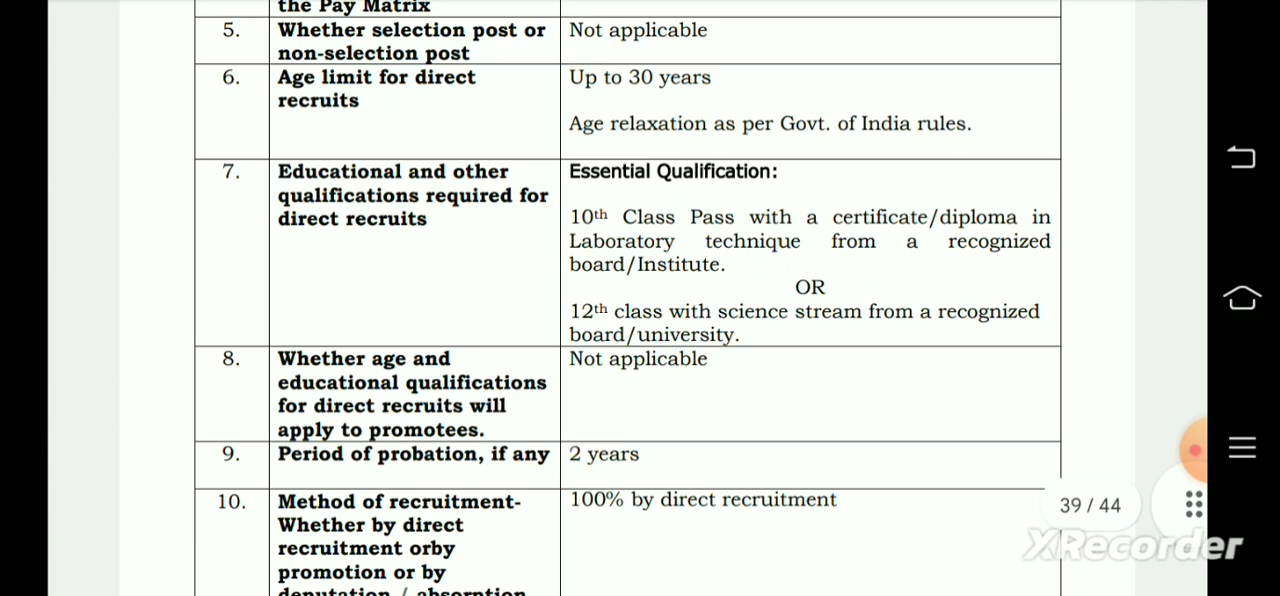 the Pay Matrix
5. Whether selection post or Not applicable
non-selection post
6. Age limit for direct Up to 30 years
recruits
Age relaxation as per Govt. of India rules.
7. Educational and other Essential Qualification:
qualifications required for
direct recruits
10th Class Pass with a certificate/diploma in
Laboratory technique from a recognized
board/Institute.
OR
12th class with science stream from a recognized
board/university.
8. Whether age and Not applicable
educational qualifications
for direct recruits will
apply to promotees.
9. Period of probation, if any 2 years
10. Method of recruitment- 100% by direct recruitment
Whether by direct
recruitment orby
promotion or by
deputation / absorption
39 / 44
XRecorder